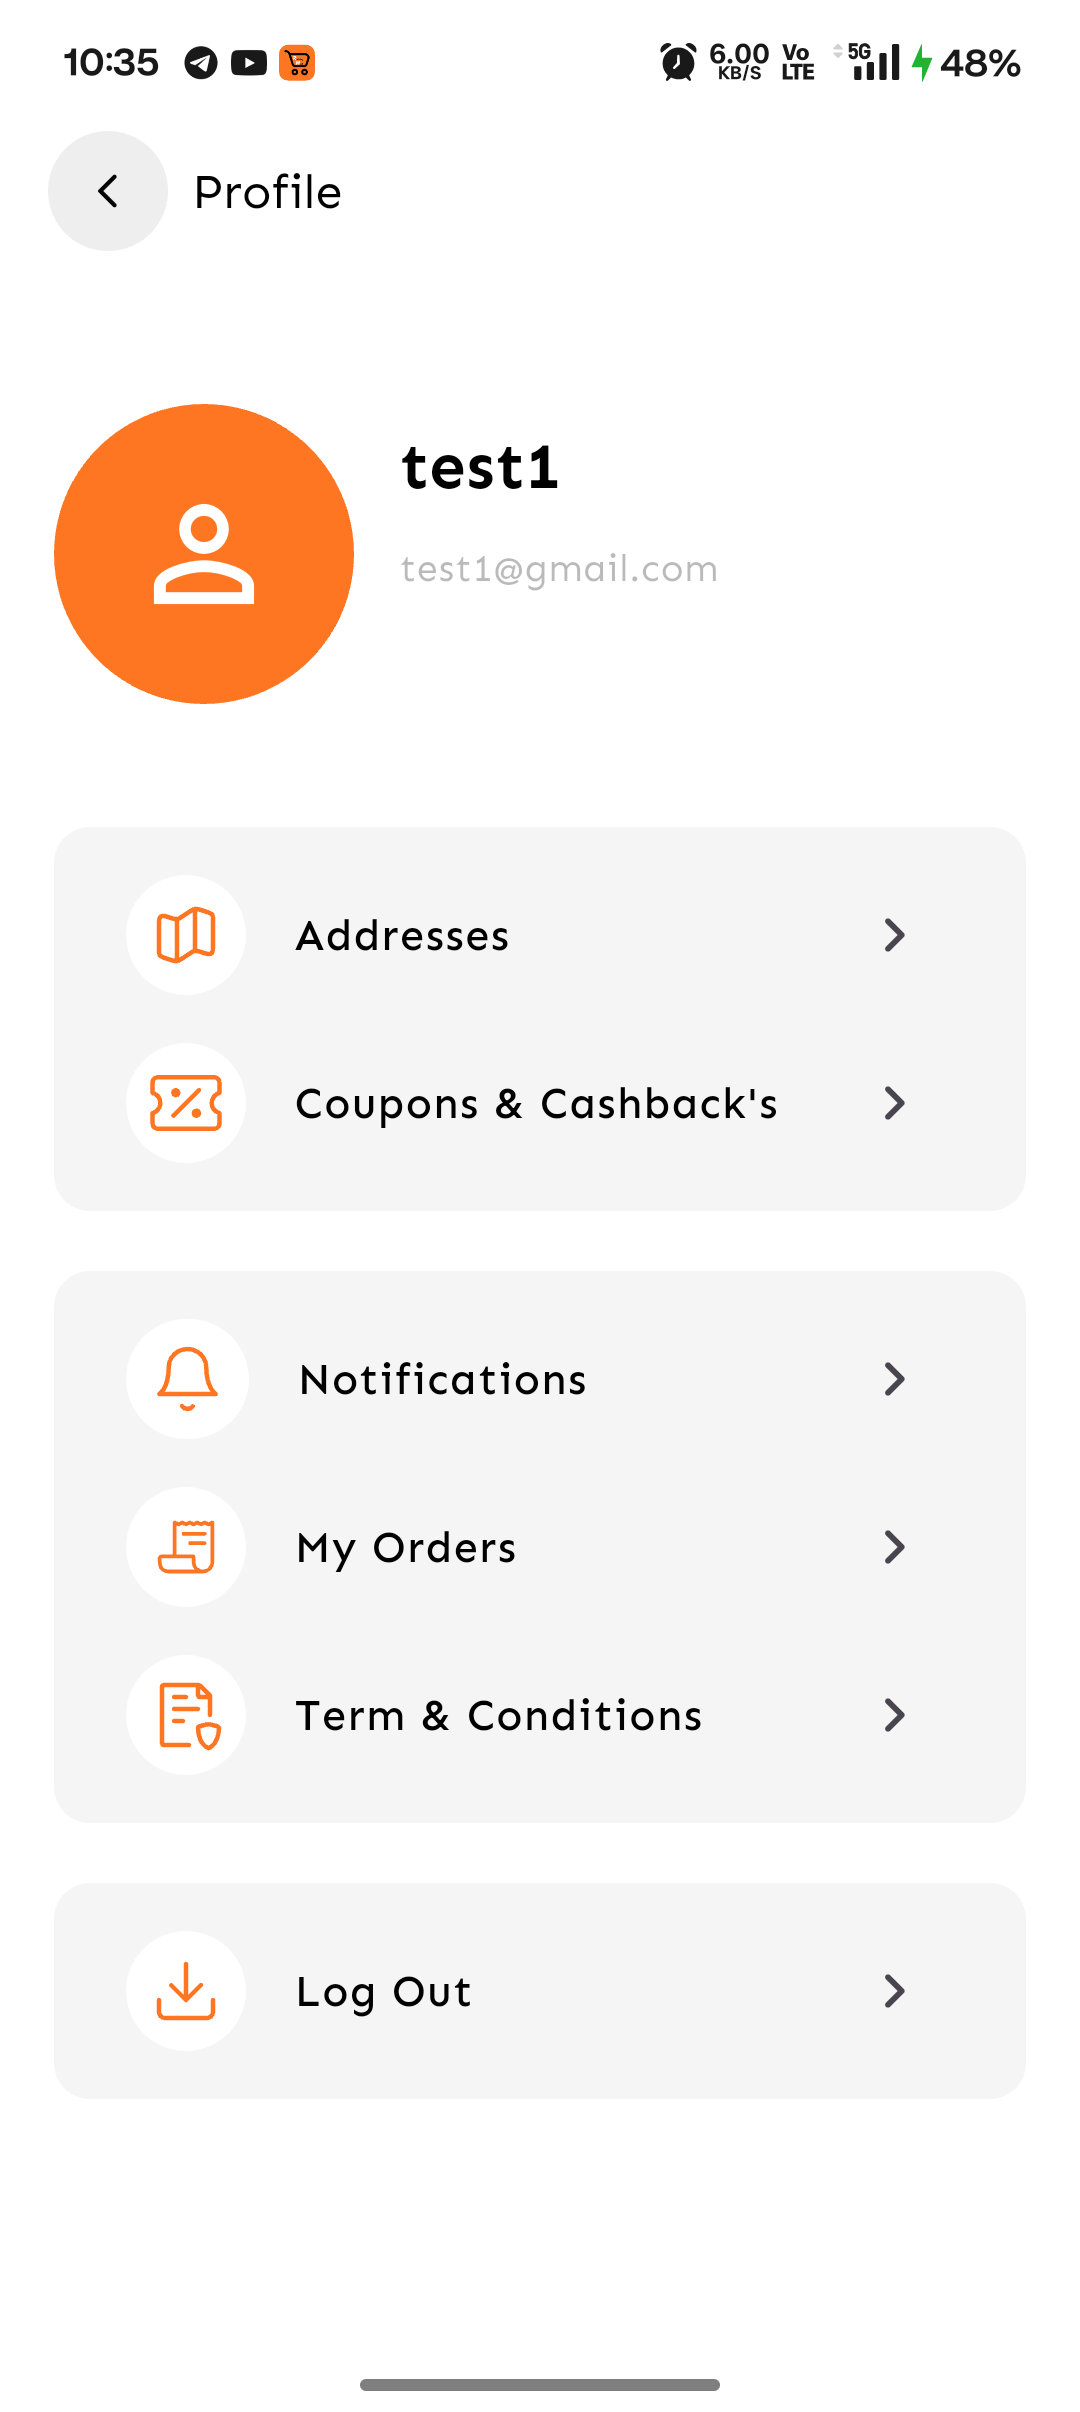 10:35 6.00 KB/S Vo LTE 5G 48%
Profile
test1
test1@gmail.com
Addresses
Coupons & Cashback's
Notifications
My Orders
Term & Conditions
Log Out